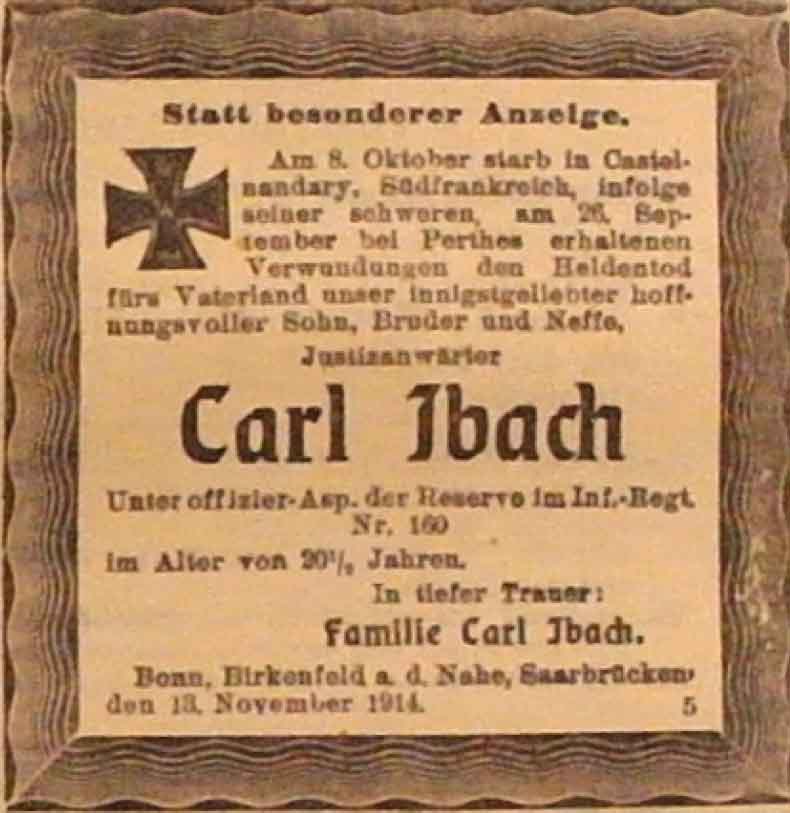 Statt besonderer Anzeige.
Am 8. Oktober starb in Castel-
nandary, Südfrankreich, infolge
seiner schweren, am 26. Sep-
tember bei Perthes erhaltenen
Verwundungen den Heldentod
fürs Vaterland unser innigstgeliebter hoff-
nungsvoller Sohn, Bruder und Neffe,
Justizanwärter
Carl Ibach
Unteroffizier-Asp. der Reserve im Inf.-Regt.
Nr. 160
im Alter von 20½ Jahren.
In tiefer Trauer:
Familie Carl Ibach.
Bonn, Birkenfeld a. d. Nahe, Saarbrücken,
den 13. November 1914. 5